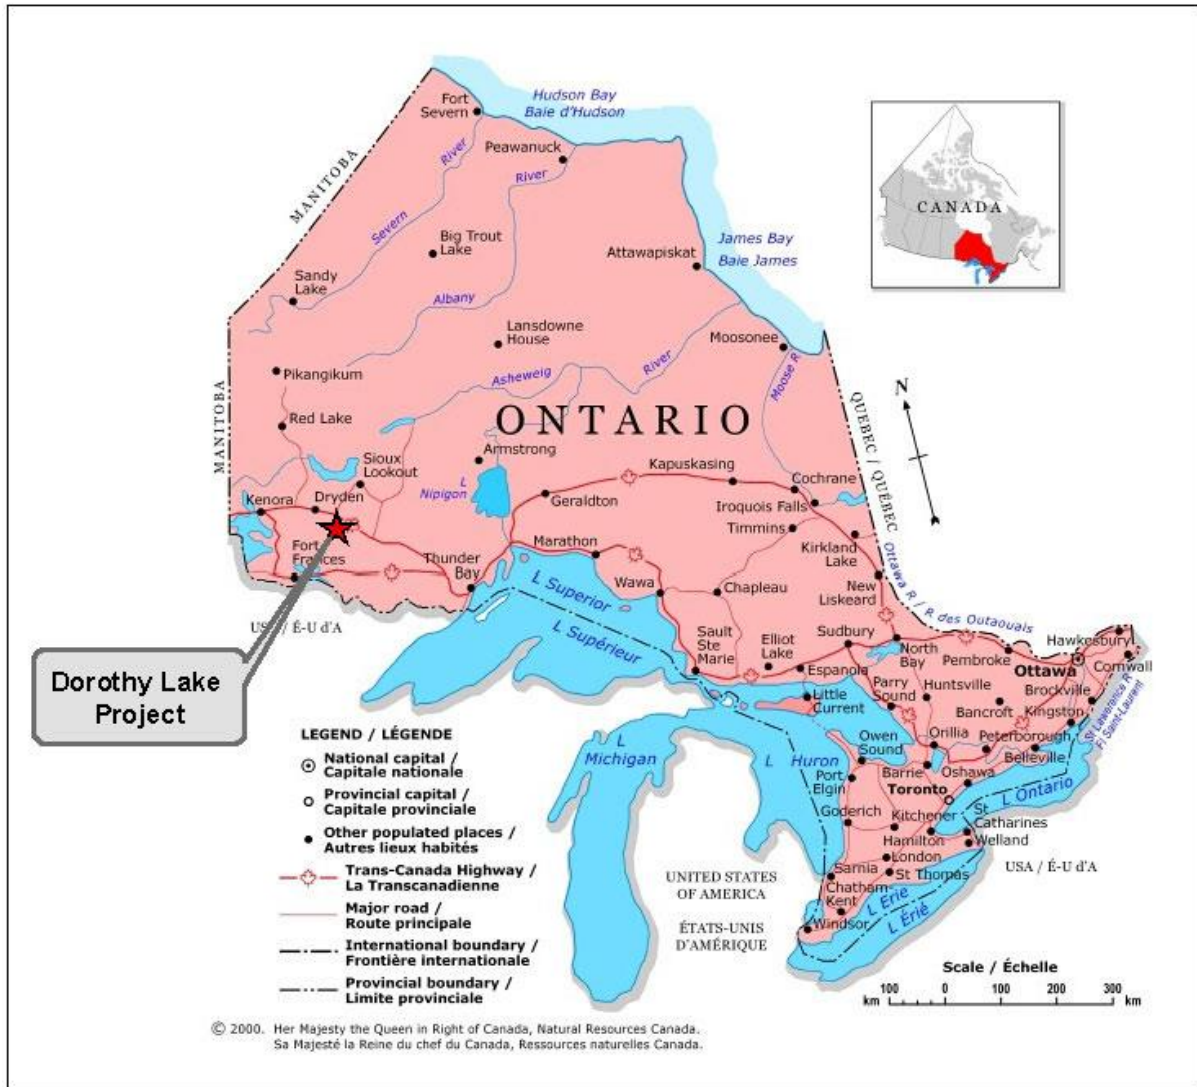 Hudson Bay
Baie d'Hudson
Fort
Severn
Peawanuck
MANITOBA
River
River
Severn
Big Trout
Lake
James Bay
Baie James
Attawapiskat
CANADA
Sandy
Lake
Albany
Lansdowne
House
Moosonee
River
Moose R
Asheweig
Pikangikum
MANITOBA
Red Lake
ONTARIO
N
QUEBEC / QUÉBEC
Sioux
Lookout
Armstrong
L
Nipigon
Kapuskasing
Cochrane
Kenora
Dryden
Geraldton
Iroquois Falls
Timmins
Fort
Frances
Thunder
Bay
Marathon
Kirkland
Lake
Ottawa R / R des Outaouais
Wawa
Chapleau
New
Liskeard
L Superior
L Supérieur
USA / É-U d'A
Sault
Ste
Marie
Elliot
Lake
Sudbury
North
Bay
Pembroke
Hawkesbury
Ottawa
Cornwall
Espanola
Little
Current
Parry
Sound
Huntsville
Bancroft
Brockville
Kingston
St Lawerence R
Fl Saint-Laurent
Dorothy Lake
Project
Owen
Sound
Orillia
Peterborough
Belleville
L
Michigan
L Huron
Port
Elgin
Barrie
Oshawa
Toronto
L Ontario
Goderich
Kitchener
St
Catharines
Hamilton
Welland
London
Sarnia
St Thomas
USA / É-U d'A
Chatham-
Kent
L Erie
L Érié
Windsor
UNITED STATES
OF AMERICA
ÉTATS-UNIS
D'AMÉRIQUE
LEGEND / LÉGENDE
National capital /
Capitale nationale
Provincial capital /
Capitale provinciale
Other populated places /
Autres lieux habités
Trans-Canada Highway /
La Transcanadienne
Major road /
Route principale
International boundary /
Frontière internationale
Provincial boundary /
Limite provinciale
Scale / Échelle
100 0 100 200 300
km km
© 2000. Her Majesty the Queen in Right of Canada, Natural Resources Canada.
Sa Majesté la Reine du chef du Canada, Ressources naturelles Canada.